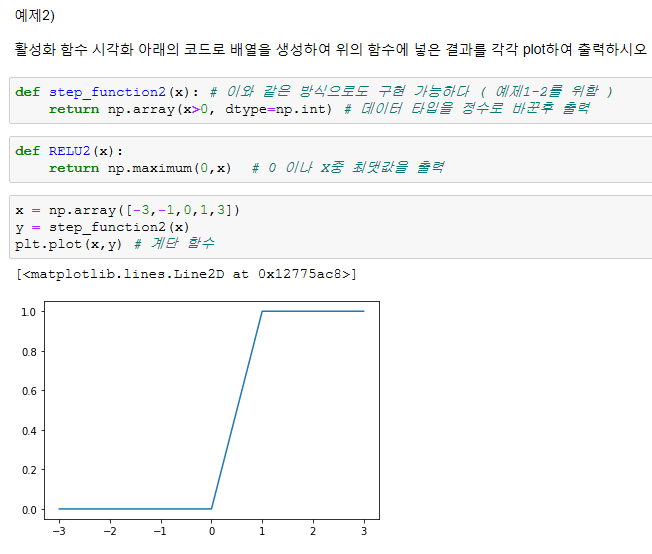 예제2)
활성화 함수 시각화 아래의 코드로 배열을 생성하여 위의 함수에 넣은 결과를 각각 plot하여 출력하시오
def step_function2(x): # 이와 같은 방식으로도 구현 가능하다 ( 예제1-2를 위함 )
    return np.array(x>0, dtype=np.int) # 데이터 타입을 정수로 바꾼후 출력
def RELU2(x):
    return np.maximum(0,x)  # 0 이나 X중 최댓값을 출력
x = np.array([-3,-1,0,1,3])
y = step_function2(x)
plt.plot(x,y) # 계단 함수
[<matplotlib.lines.Line2D at 0x12775ac8>]
1.0
0.8
0.6
0.4
0.2
0.0
−3 −2 −1 0 1 2 3